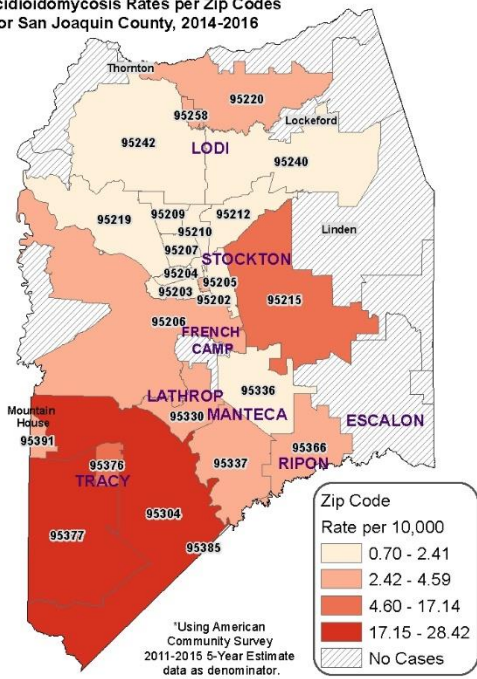 cidioidomycosis Rates per Zip Codes
or San Joaquin County, 2014-2016
Thornton
95220
95258
Lockeford
95242
LODI
95240
95219
95209
95212
95210
Linden
95207
STOCKTON
95204
95205
95203
95202
95215
95206
FRENCH
CAMP
95336
LATHROP
95330
MANTECA
ESCALON
Mountain
House
95391
95376
TRACY
95337
95366
RIPON
95304
95377
95385
Zip Code
Rate per 10,000
0.70 - 2.41
2.42 - 4.59
4.60 - 17.14
17.15 - 28.42
No Cases
*Using American
Community Survey
2011-2015 5-Year Estimate
data as denominator.